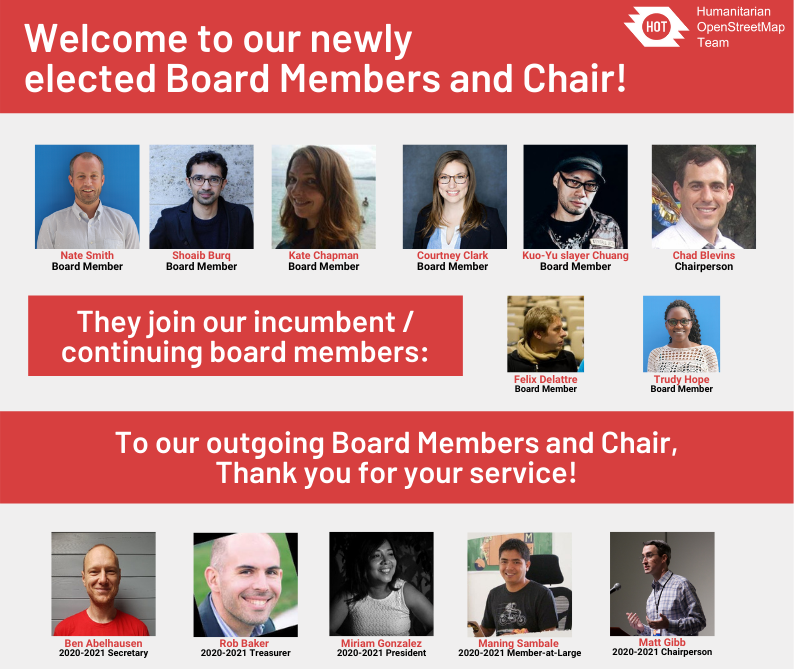 Welcome to our newly
elected Board Members and Chair!
HOT
Humanitarian
OpenStreetMap
Team
Nate Smith
Board Member
Shoaib Burq
Board Member
Kate Chapman
Board Member
Courtney Clark
Board Member
Kuo-Yu slayer Chuang
Board Member
Chad Blevins
Chairperson
They join our incumbent /
continuing board members:
Felix Delattre
Board Member
Trudy Hope
Board Member
To our outgoing Board Members and Chair,
Thank you for your service!
Ben Abelhausen
2020-2021 Secretary
Rob Baker
2020-2021 Treasurer
Miriam Gonzalez
2020-2021 President
Maning Sambale
2020-2021 Member-at-Large
Matt Gibb
2020-2021 Chairperson